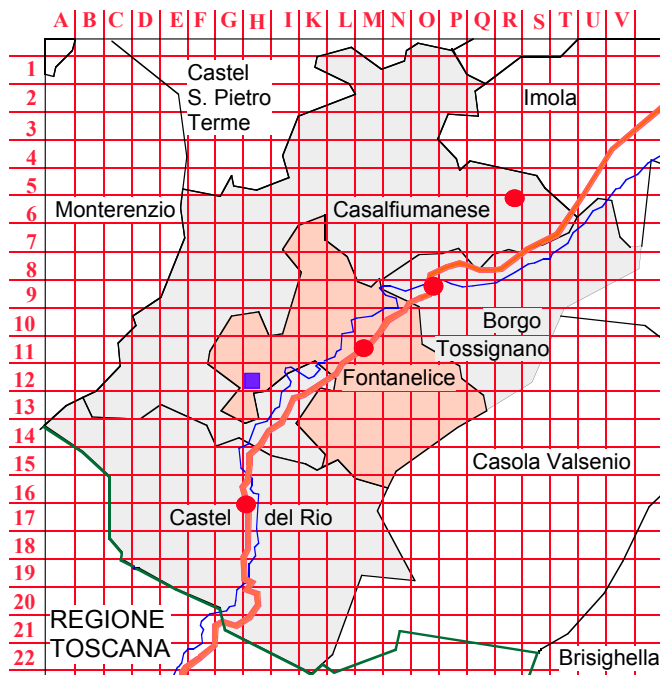 A B C D E F G H I K L M N O P Q R S T U V
1
2
3
4
5
6
7
8
9
10
11
12
13
14
15
16
17
18
19
20
21
22
Castel
S. Pietro
Terme
Imola
Monterenzio
Casalfiumanese
Borgo
Tossignano
Fontanelice
Casola Valsenio
Castel del Rio
REGIONE
TOSCANA
Brisighella